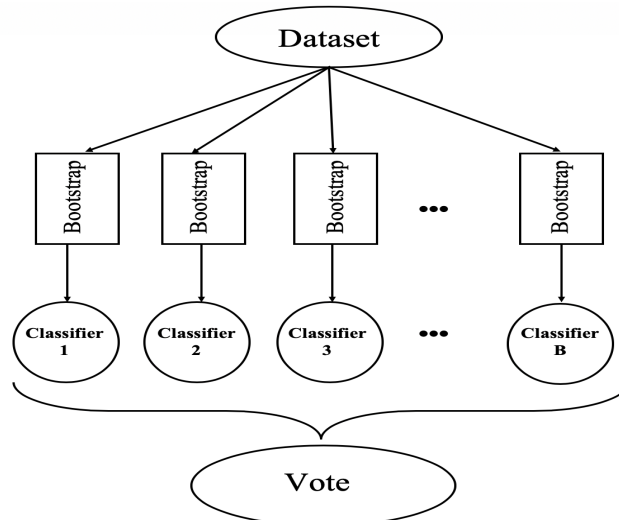 Dataset
Bootstrap
Bootstrap
Bootstrap
•••
Bootstrap
Classifier
1
Classifier
2
Classifier
3
•••
Classifier
B
Vote